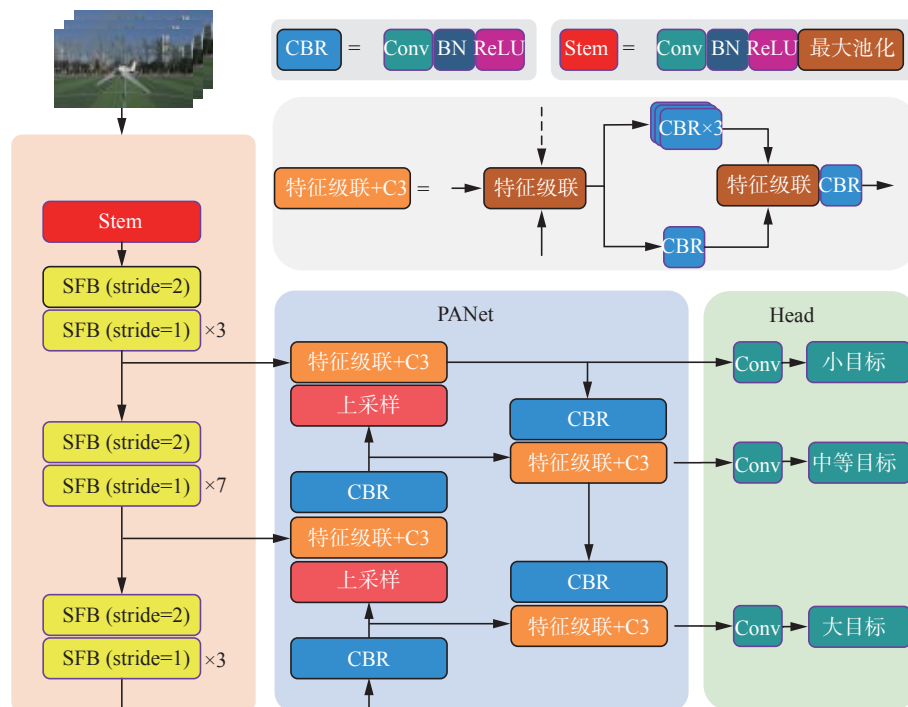 CBR = Conv BN ReLU
Stem = Conv BN ReLU 最大池化
特征级联+C3 =
特征级联
CBR×3
CBR
特征级联 CBR
Stem
SFB (stride=2)
SFB (stride=1) ×3
SFB (stride=2)
SFB (stride=1) ×7
SFB (stride=2)
SFB (stride=1) ×3
PANet
特征级联+C3
上采样
CBR
特征级联+C3
上采样
CBR
CBR
特征级联+C3
CBR
特征级联+C3
Head
Conv 小目标
Conv 中等目标
Conv 大目标